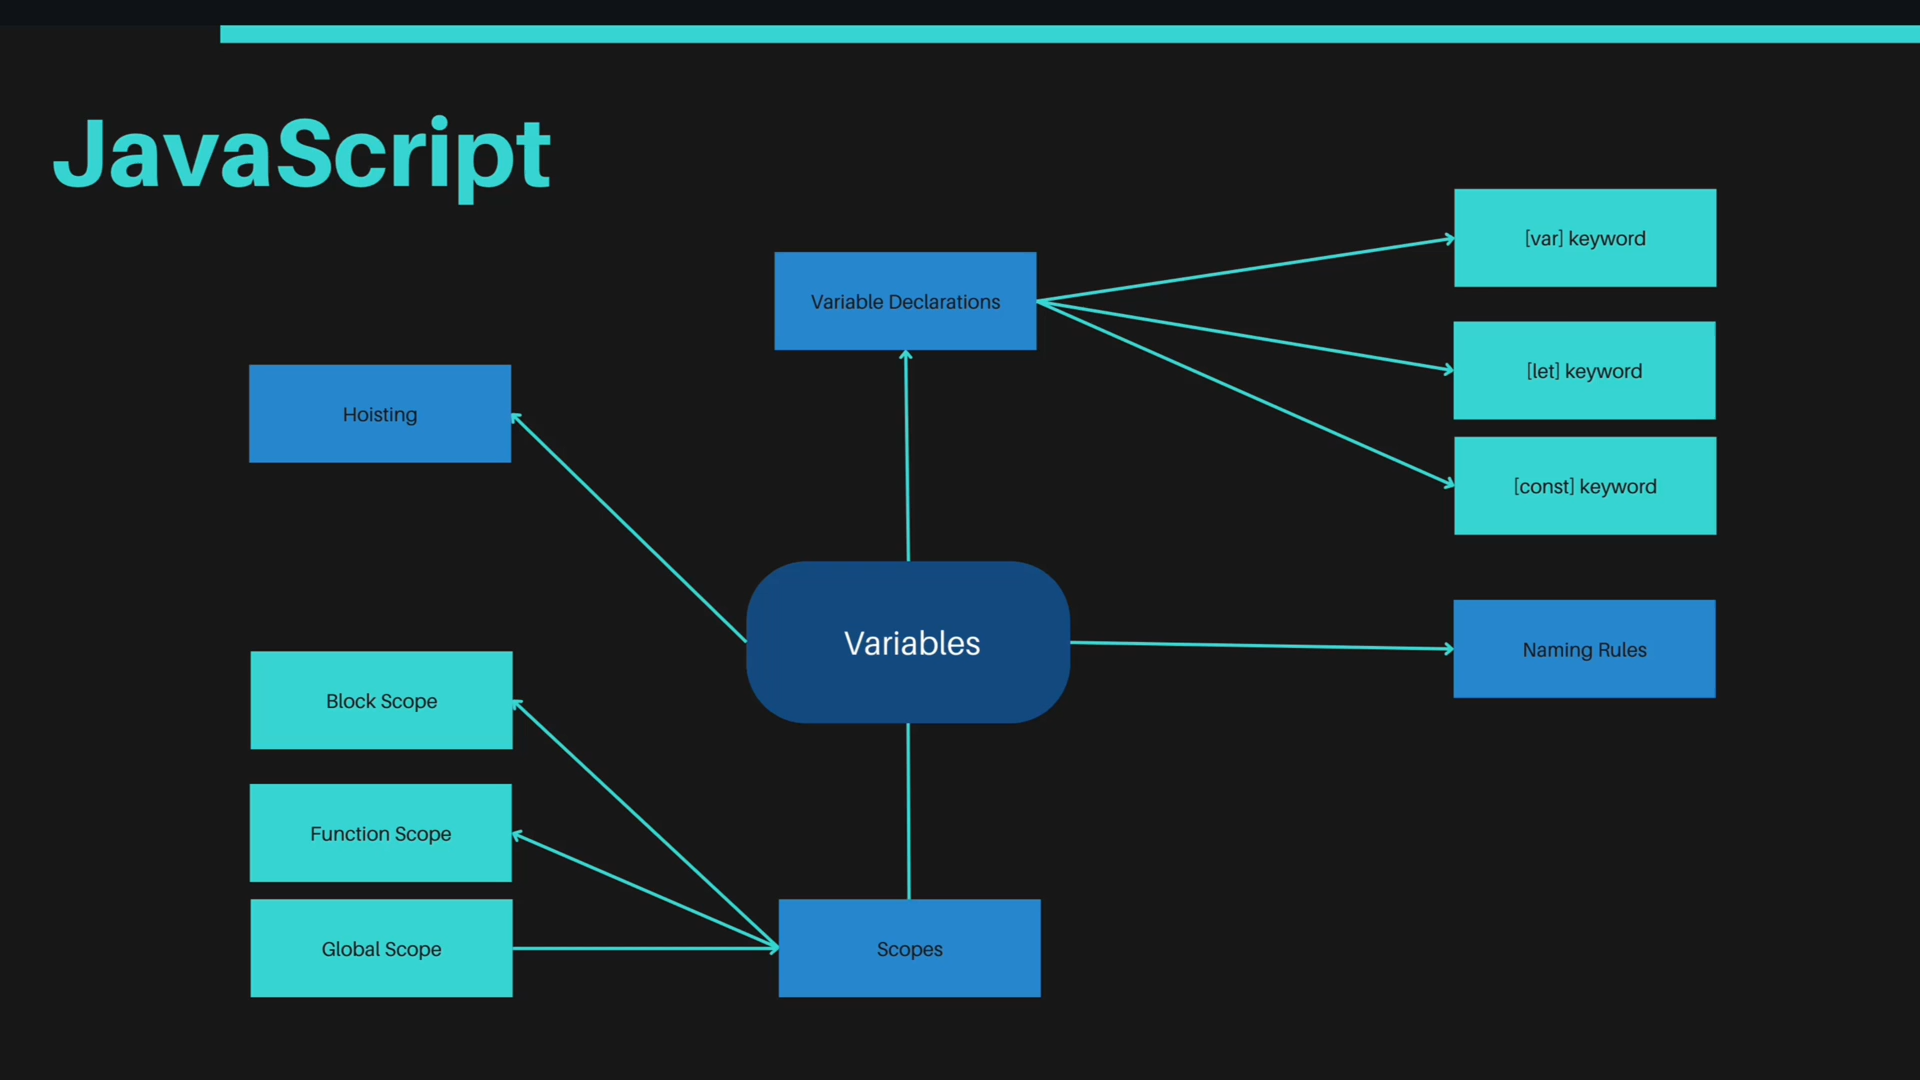 JavaScript
[var] keyword
Variable Declarations
[let] keyword
Hoisting
[const] keyword
Variables
Naming Rules
Block Scope
Function Scope
Global Scope
Scopes